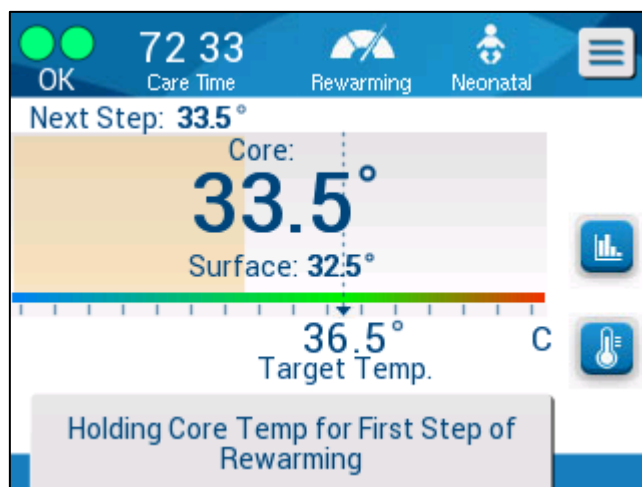 OK
72 33
Care Time
Rewarming
Neonatal
Next Step: 33.5°
Core:
33.5°
Surface: 32.5°
36.5°
C
Target Temp.
Holding Core Temp for First Step of
Rewarming